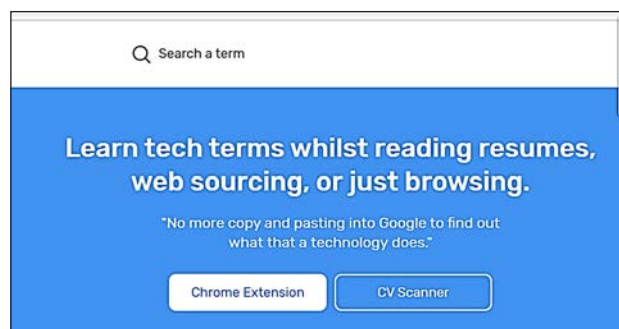 Search a term
Learn tech terms whilst reading resumes,
web sourcing, or just browsing.
"No more copy and pasting into Google to find out
what that a technology does."
Chrome Extension
CV Scanner